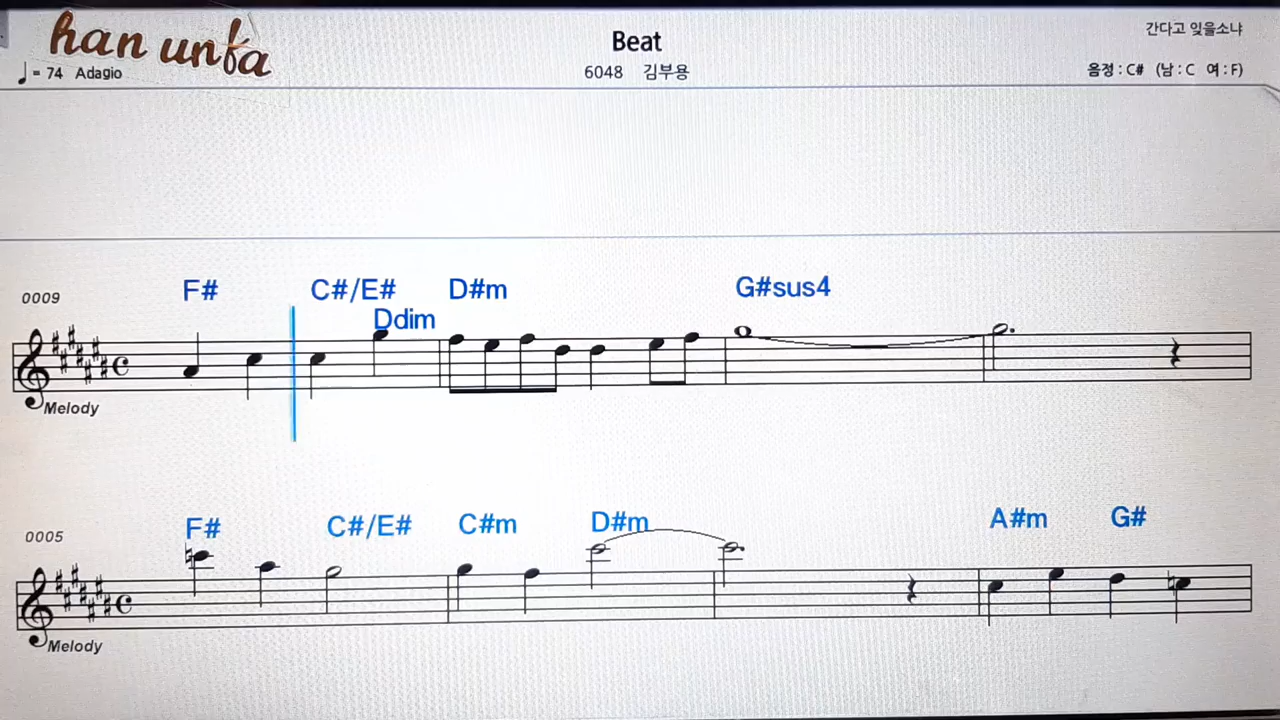 han unfa
Beat
간다고 잊을소냐
♩= 74 Adagio
6048 김부용
음정 : C# (남 : C 여 : F)
0009
F# C#/E# D#m G#sus4
Ddim
Melody
0005
F# C#/E# C#m D#m A#m G#
Melody